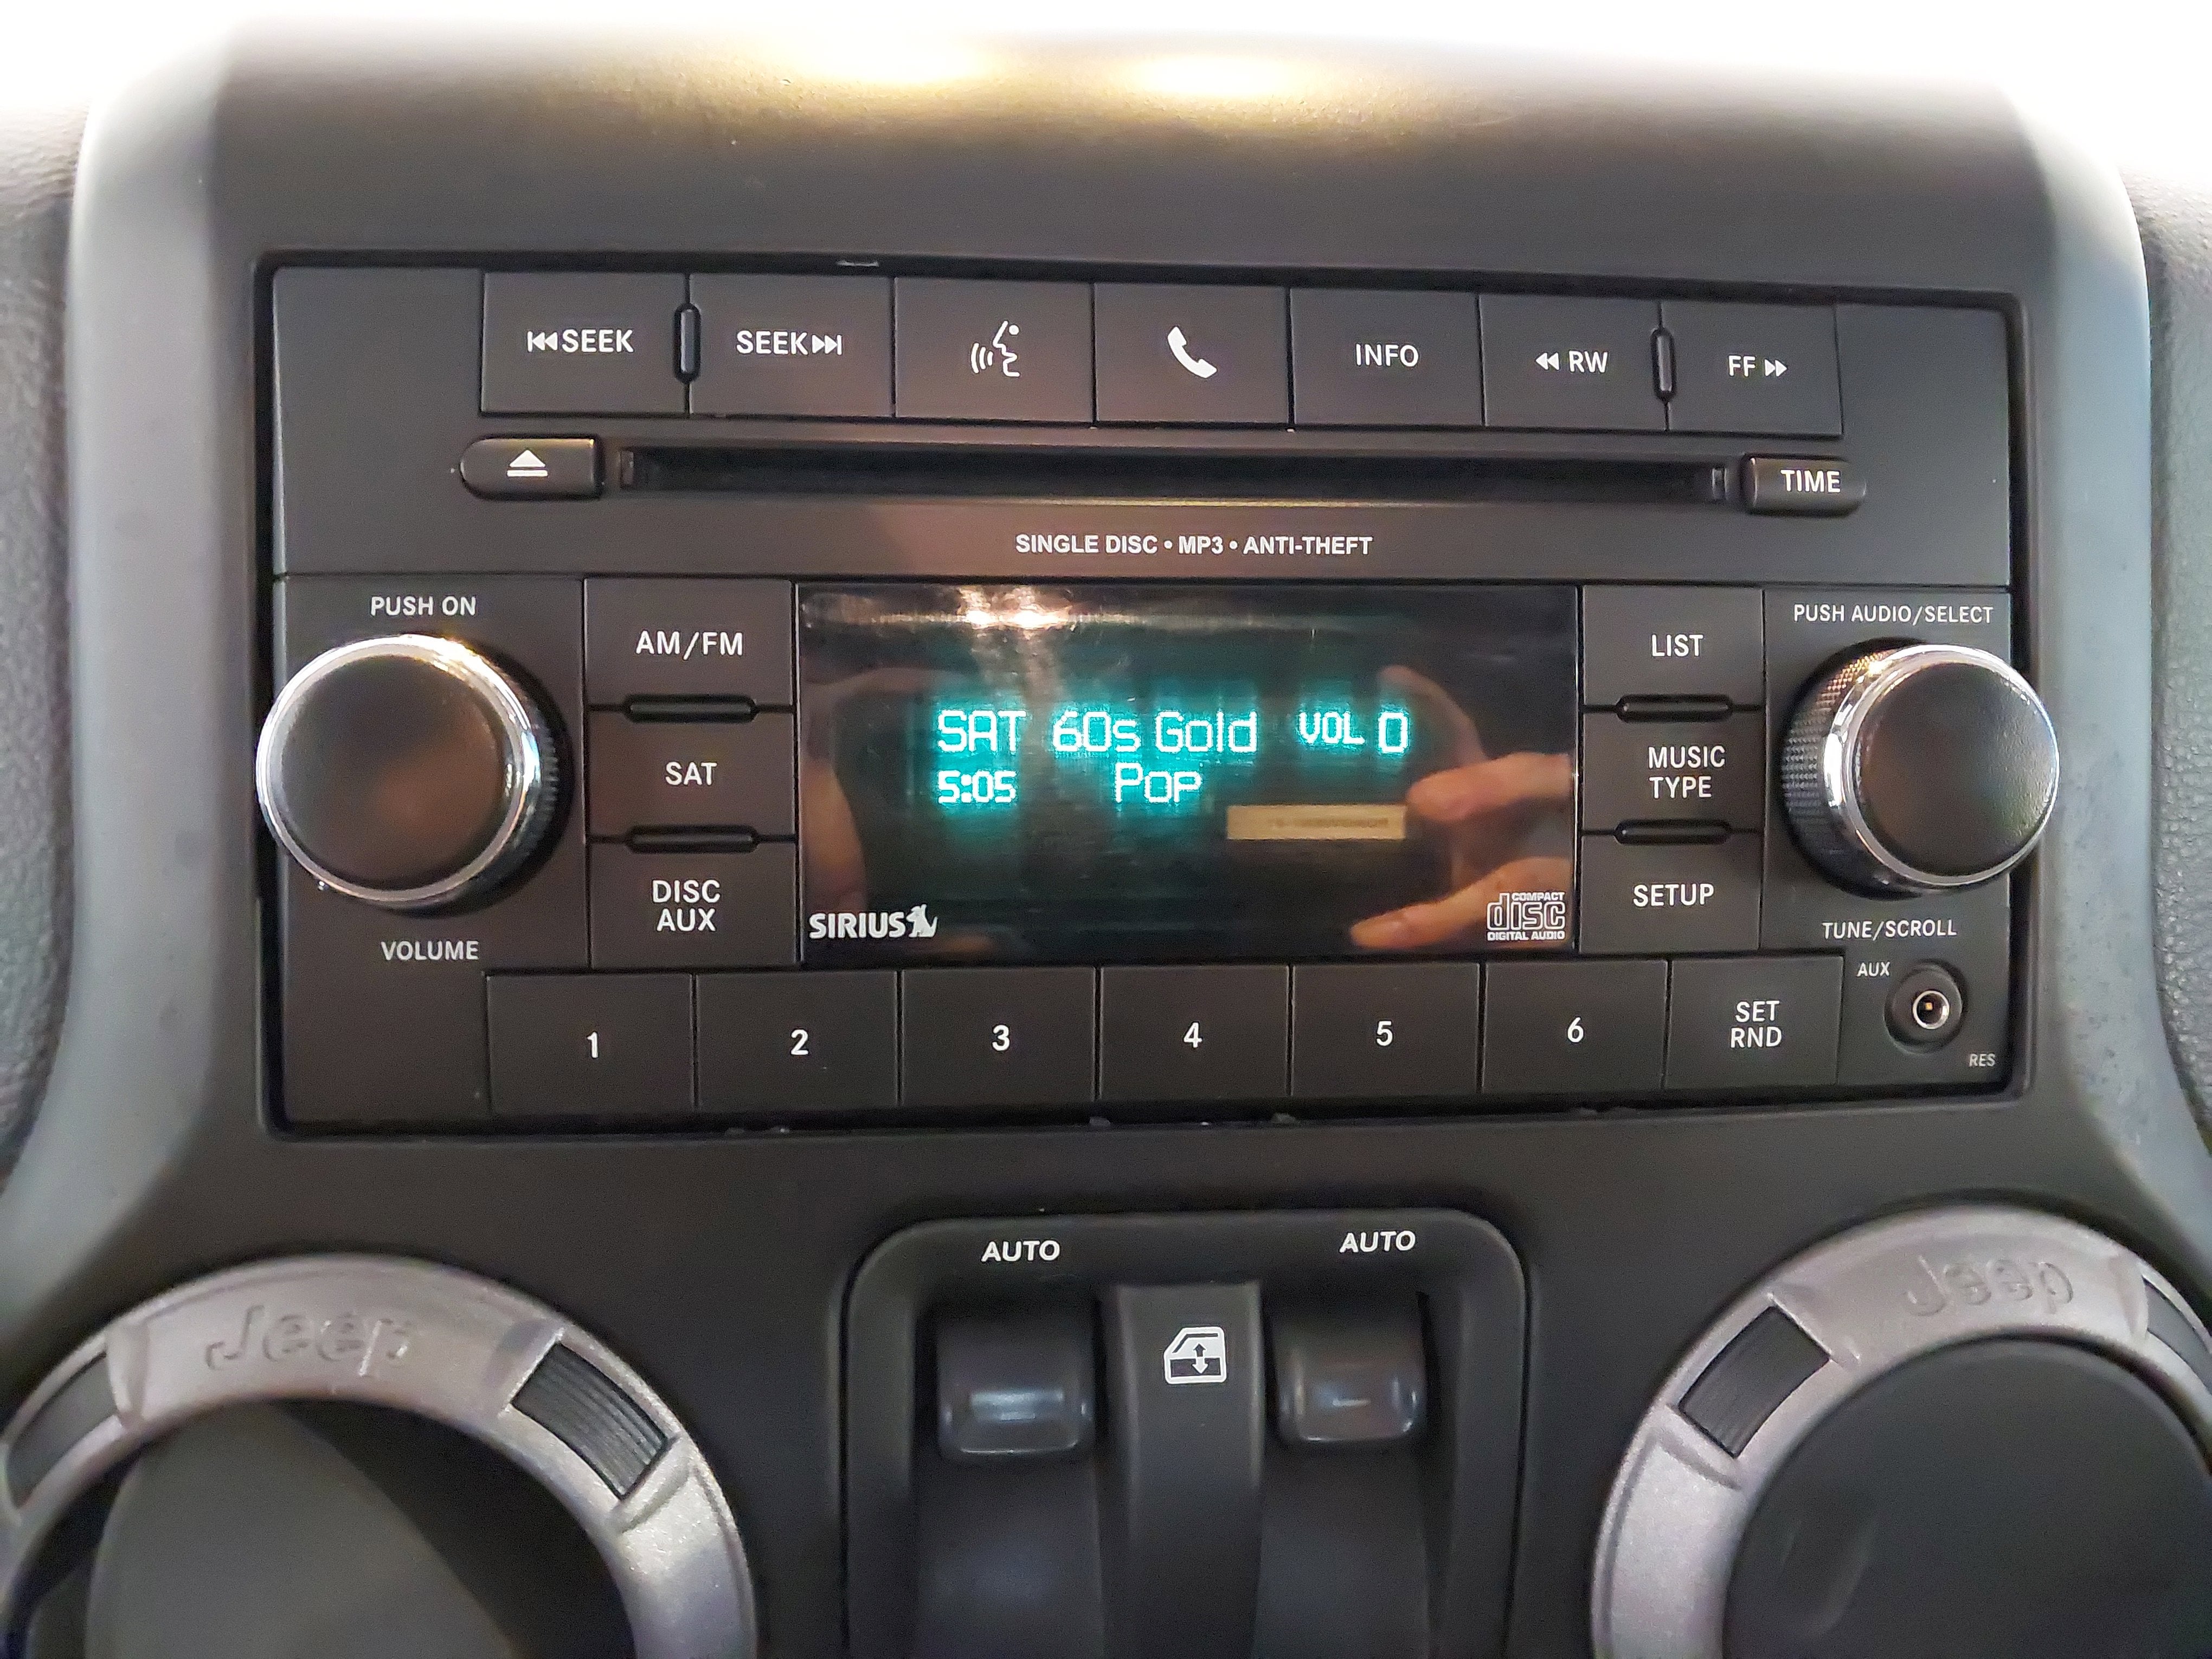 SEEK
SEEK
INFO
RW
FF
TIME
SINGLE DISC • MP3 • ANTI-THEFT
PUSH ON
VOLUME
AM/FM
SAT
DISC
AUX
SAT 60s Gold VOL 0
5:05 Pop
SIRIUS
COMPACT
disc
DIGITAL AUDIO
LIST
MUSIC
TYPE
SETUP
PUSH AUDIO/SELECT
TUNE/SCROLL
1
2
3
4
5
6
SET
RND
AUX
RES
AUTO
AUTO
Jeep
Jeep